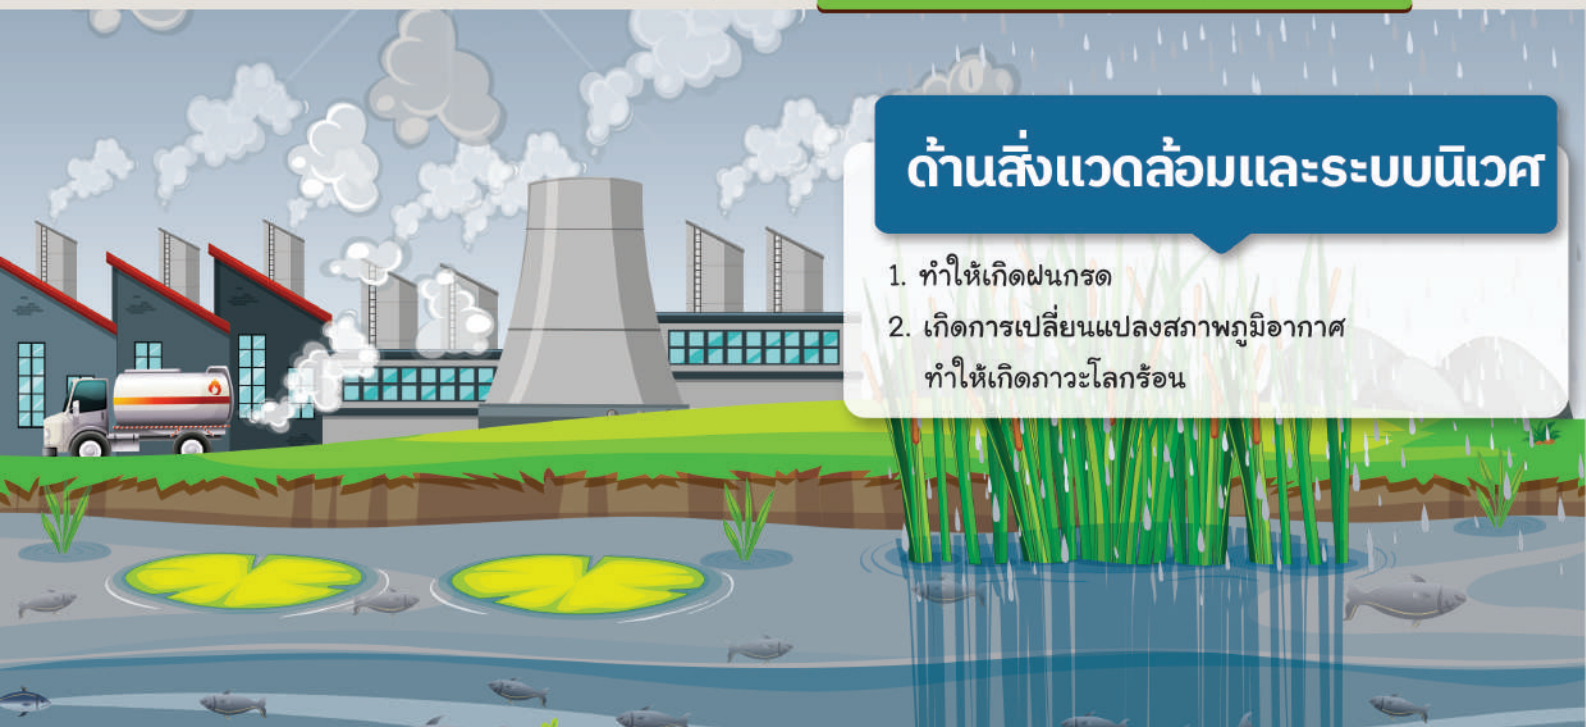 ด้านสิ่งแวดล้อมและระบบนิเวศ
1. ทำให้เกิดฝนกรด
2. เกิดการเปลี่ยนแปลงสภาพภูมิอากาศ
ทำให้เกิดภาวะโลกร้อน